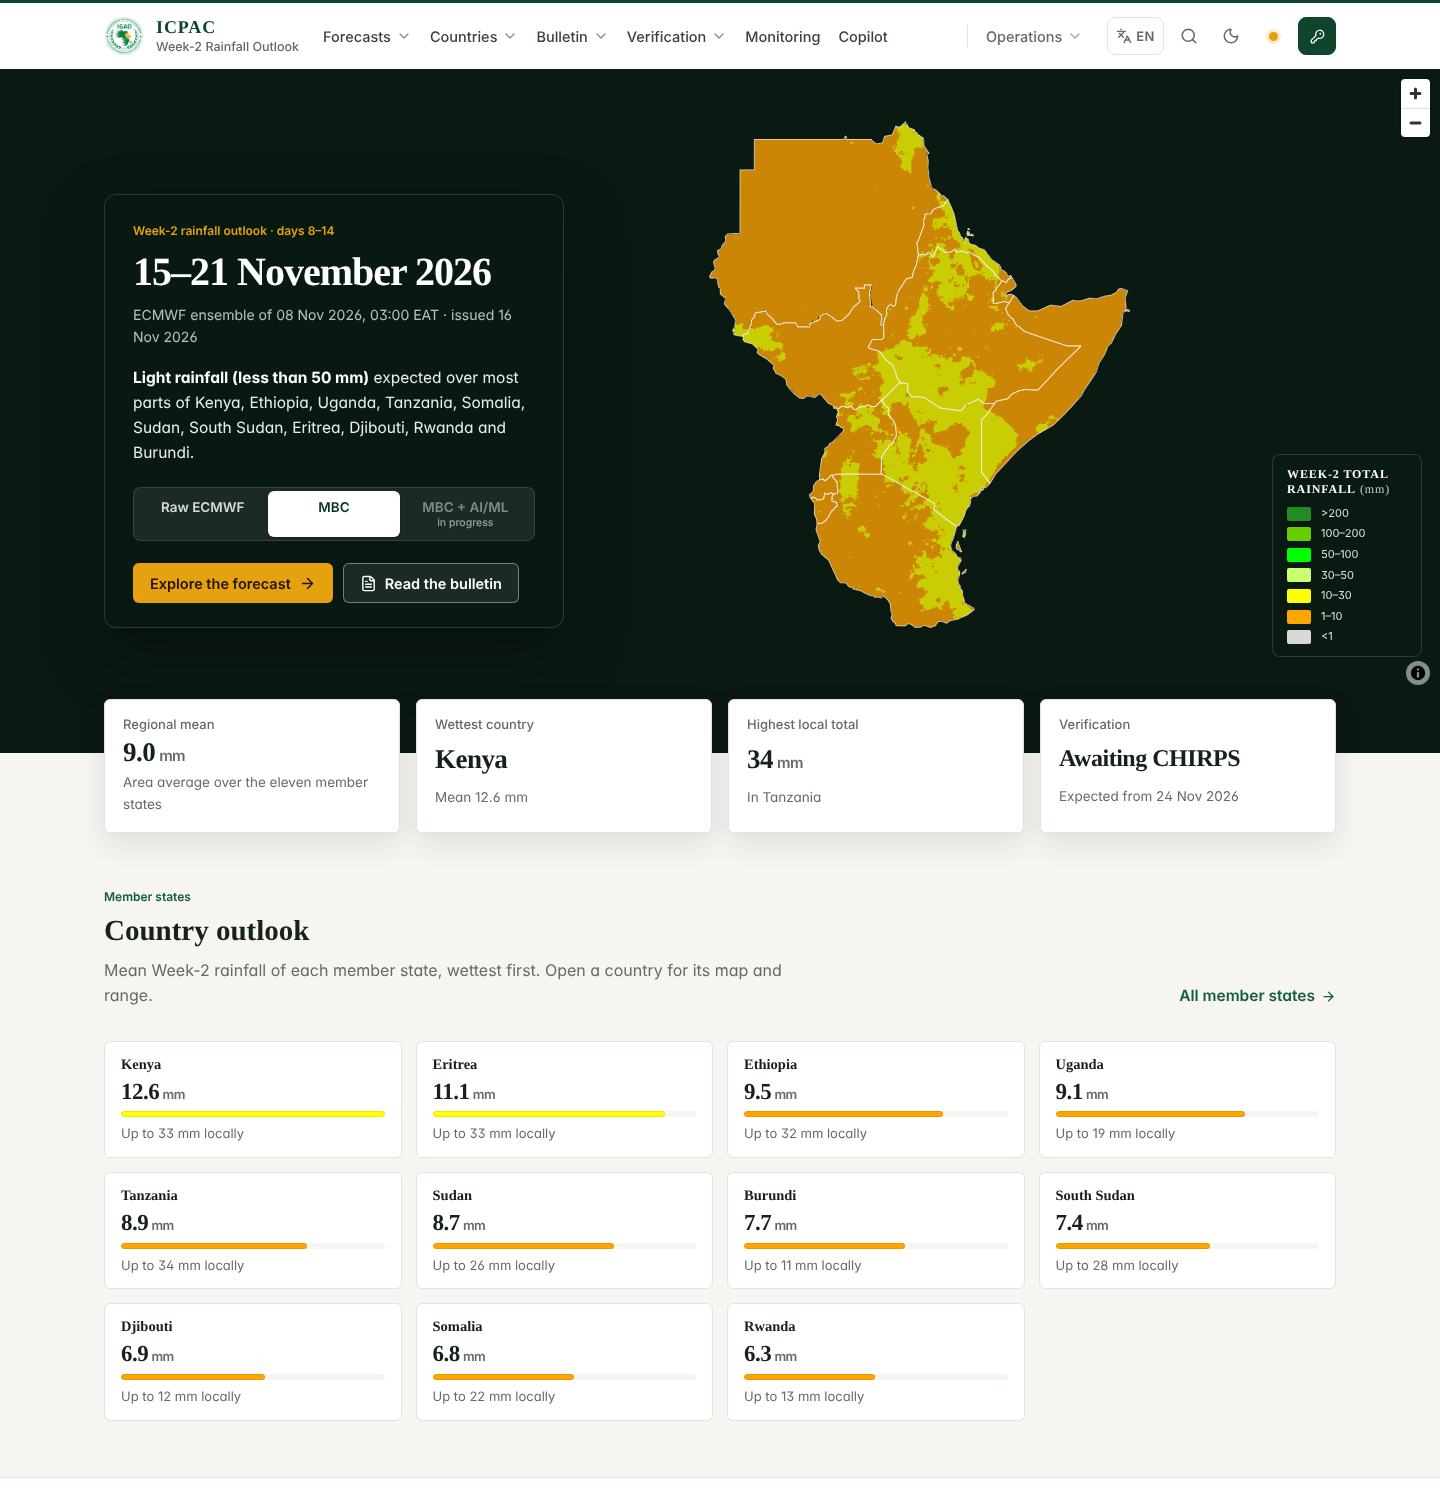 IGAD
ICPAC
Week-2 Rainfall Outlook
Forecasts
Countries
Bulletin
Verification
Monitoring
Copilot
Operations
EN
Week-2 rainfall outlook · days 8–14
15–21 November 2026
ECMWF ensemble of 08 Nov 2026, 03:00 EAT · issued 16
Nov 2026
Light rainfall (less than 50 mm) expected over most
parts of Kenya, Ethiopia, Uganda, Tanzania, Somalia,
Sudan, South Sudan, Eritrea, Djibouti, Rwanda and
Burundi.
Raw ECMWF
MBC
MBC + AI/ML
in progress
Explore the forecast
Read the bulletin
WEEK-2 TOTAL
RAINFALL (mm)
>200
100–200
50–100
30–50
10–30
1–10
<1
Regional mean
9.0 mm
Area average over the eleven member
states
Wettest country
Kenya
Mean 12.6 mm
Highest local total
34 mm
In Tanzania
Verification
Awaiting CHIRPS
Expected from 24 Nov 2026
Member states
Country outlook
Mean Week-2 rainfall of each member state, wettest first. Open a country for its map and
range.
All member states
Kenya
12.6 mm
Up to 33 mm locally
Eritrea
11.1 mm
Up to 33 mm locally
Ethiopia
9.5 mm
Up to 32 mm locally
Uganda
9.1 mm
Up to 19 mm locally
Tanzania
8.9 mm
Up to 34 mm locally
Sudan
8.7 mm
Up to 26 mm locally
Burundi
7.7 mm
Up to 11 mm locally
South Sudan
7.4 mm
Up to 28 mm locally
Djibouti
6.9 mm
Up to 12 mm locally
Somalia
6.8 mm
Up to 22 mm locally
Rwanda
6.3 mm
Up to 13 mm locally